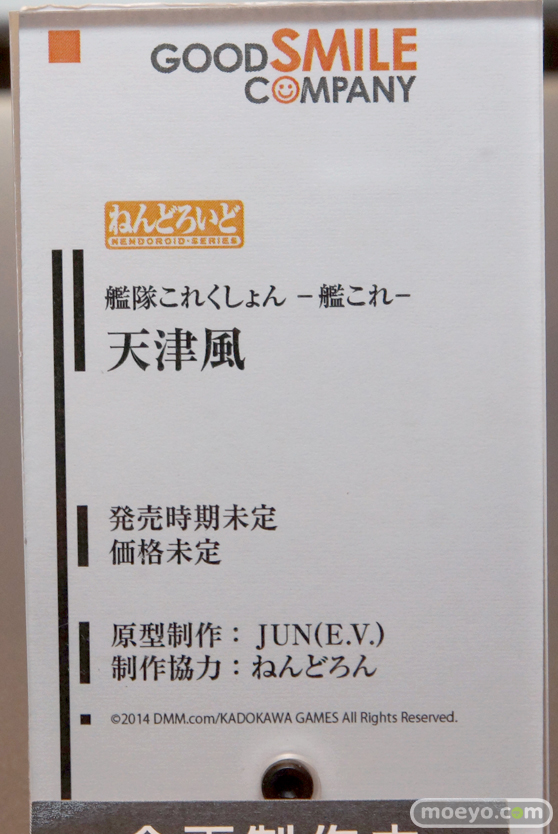 GOODSMILE
COMPANY
ねんどろいど
NENDOROID・SERIES
艦隊これくしょん －艦これ－
天津風
発売時期未定
価格未定
原型制作： JUN(E.V.)
制作協力：ねんどろん
©2014 DMM.com/KADOKAWA GAMES All Rights Reserved.
moeyo.com